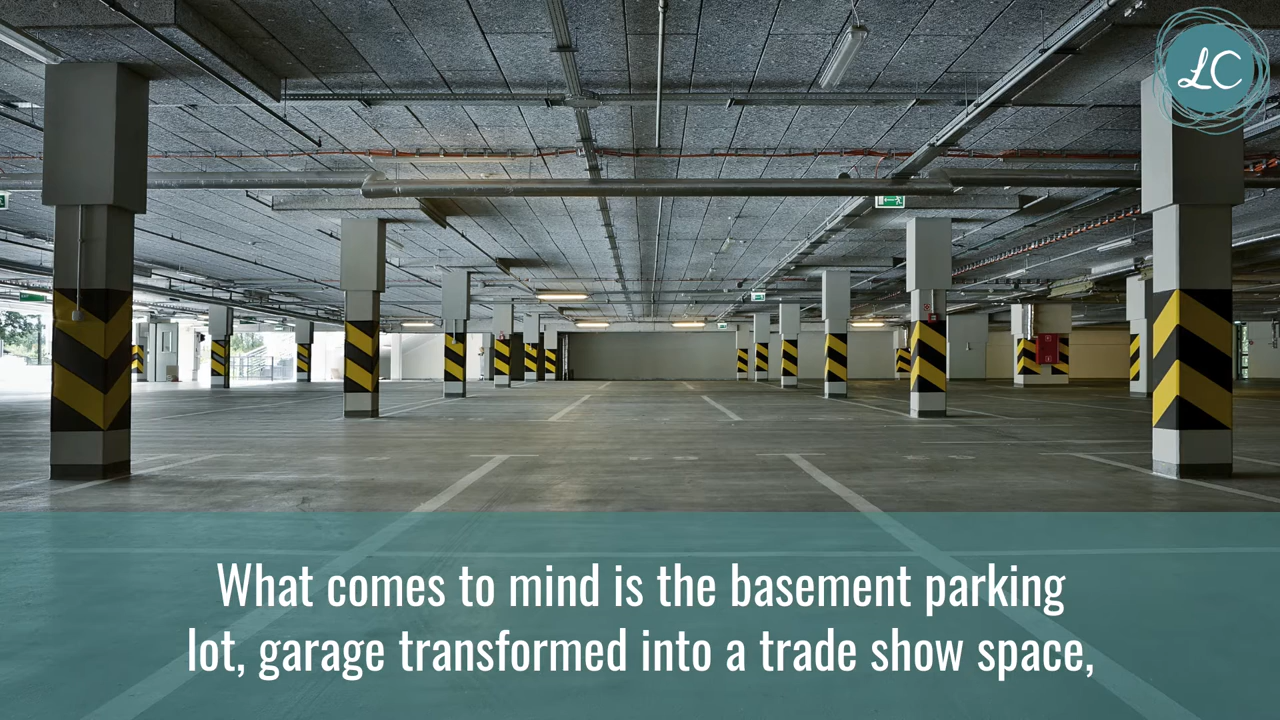 LC
What comes to mind is the basement parking
lot, garage transformed into a trade show space,